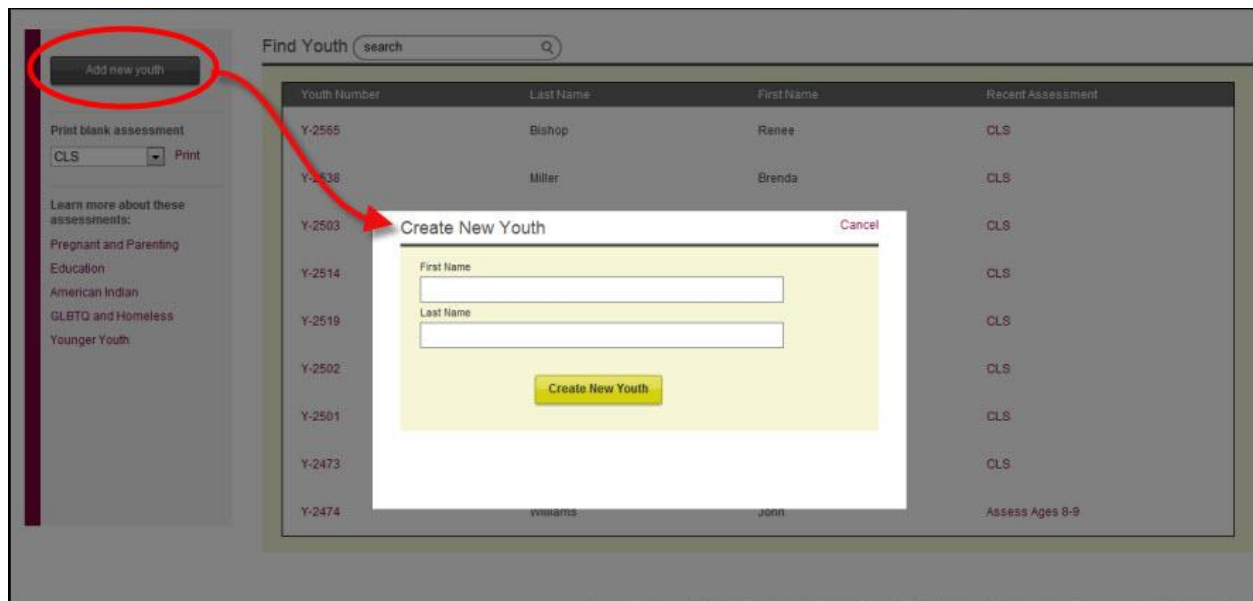 Add new youth
Print blank assessment
CLS Print
Learn more about these
assessments:
Pregnant and Parenting
Education
American Indian
GLBTQ and Homeless
Younger Youth
Find Youth search
Youth Number Last Name First Name Recent Assessment
Y-2565 Bishop Renee CLS
Y-2538 Miller Brenda CLS
Y-2503 CLS
Y-2514 CLS
Y-2519 CLS
Y-2502 CLS
Y-2501 CLS
Y-2473 CLS
Y-2474 Williams John Assess Ages 8-9
Create New Youth Cancel
First Name
Last Name
Create New Youth